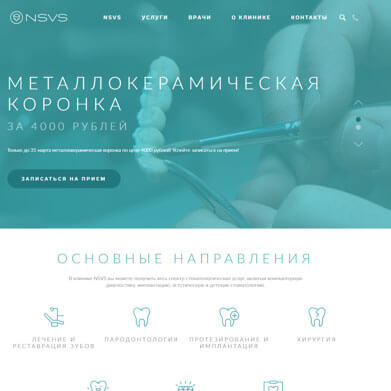 NSVS
NSVS УСЛУГИ ВРАЧИ О КЛИНИКЕ КОНТАКТЫ
МЕТАЛЛОКЕРАМИЧЕСКАЯ
КОРОНКА
ЗА 4000 РУБЛЕЙ
Только до 31 марта металлокерамическая коронка по цене 4000 рублей! Успейте записаться на прием!
ЗАПИСАТЬСЯ НА ПРИЕМ
ОСНОВНЫЕ НАПРАВЛЕНИЯ
В клинике NSVS вы можете получить весь спектр стоматологических услуг, включая компьютерную
диагностику, имплантацию, эстетическую и детскую стоматологию.
ЛЕЧЕНИЕ И
РЕСТАВРАЦИЯ ЗУБОВ
ПАРОДОНТОЛОГИЯ
ПРОТЕЗИРОВАНИЕ И
ИМПЛАНТАЦИЯ
ХИРУРГИЯ